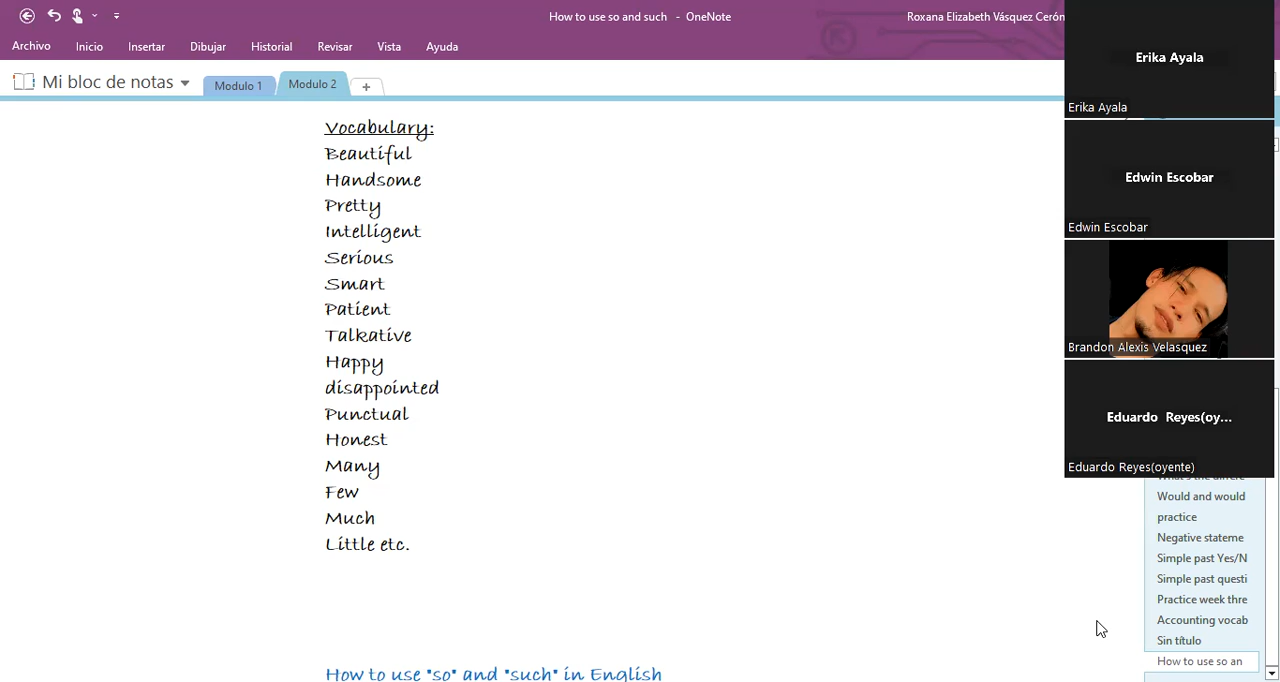 How to use so and such - OneNote
Roxana Elizabeth Vásquez Cerón
Archivo Inicio Insertar Dibujar Historial Revisar Vista Ayuda
Mi bloc de notas Modulo 1 Modulo 2 +
Vocabulary:
Beautiful
Handsome
Pretty
Intelligent
Serious
Smart
Patient
Talkative
Happy
disappointed
Punctual
Honest
Many
Few
Much
Little etc.
How to use "so" and "such" in English
Erika Ayala
Erika Ayala
Edwin Escobar
Edwin Escobar
Brandon Alexis Velasquez
Eduardo Reyes(oy...
Eduardo Reyes(oyente)
What's the differe
Would and would
practice
Negative stateme
Simple past Yes/N
Simple past questi
Practice week thre
Accounting vocab
Sin título
How to use so an